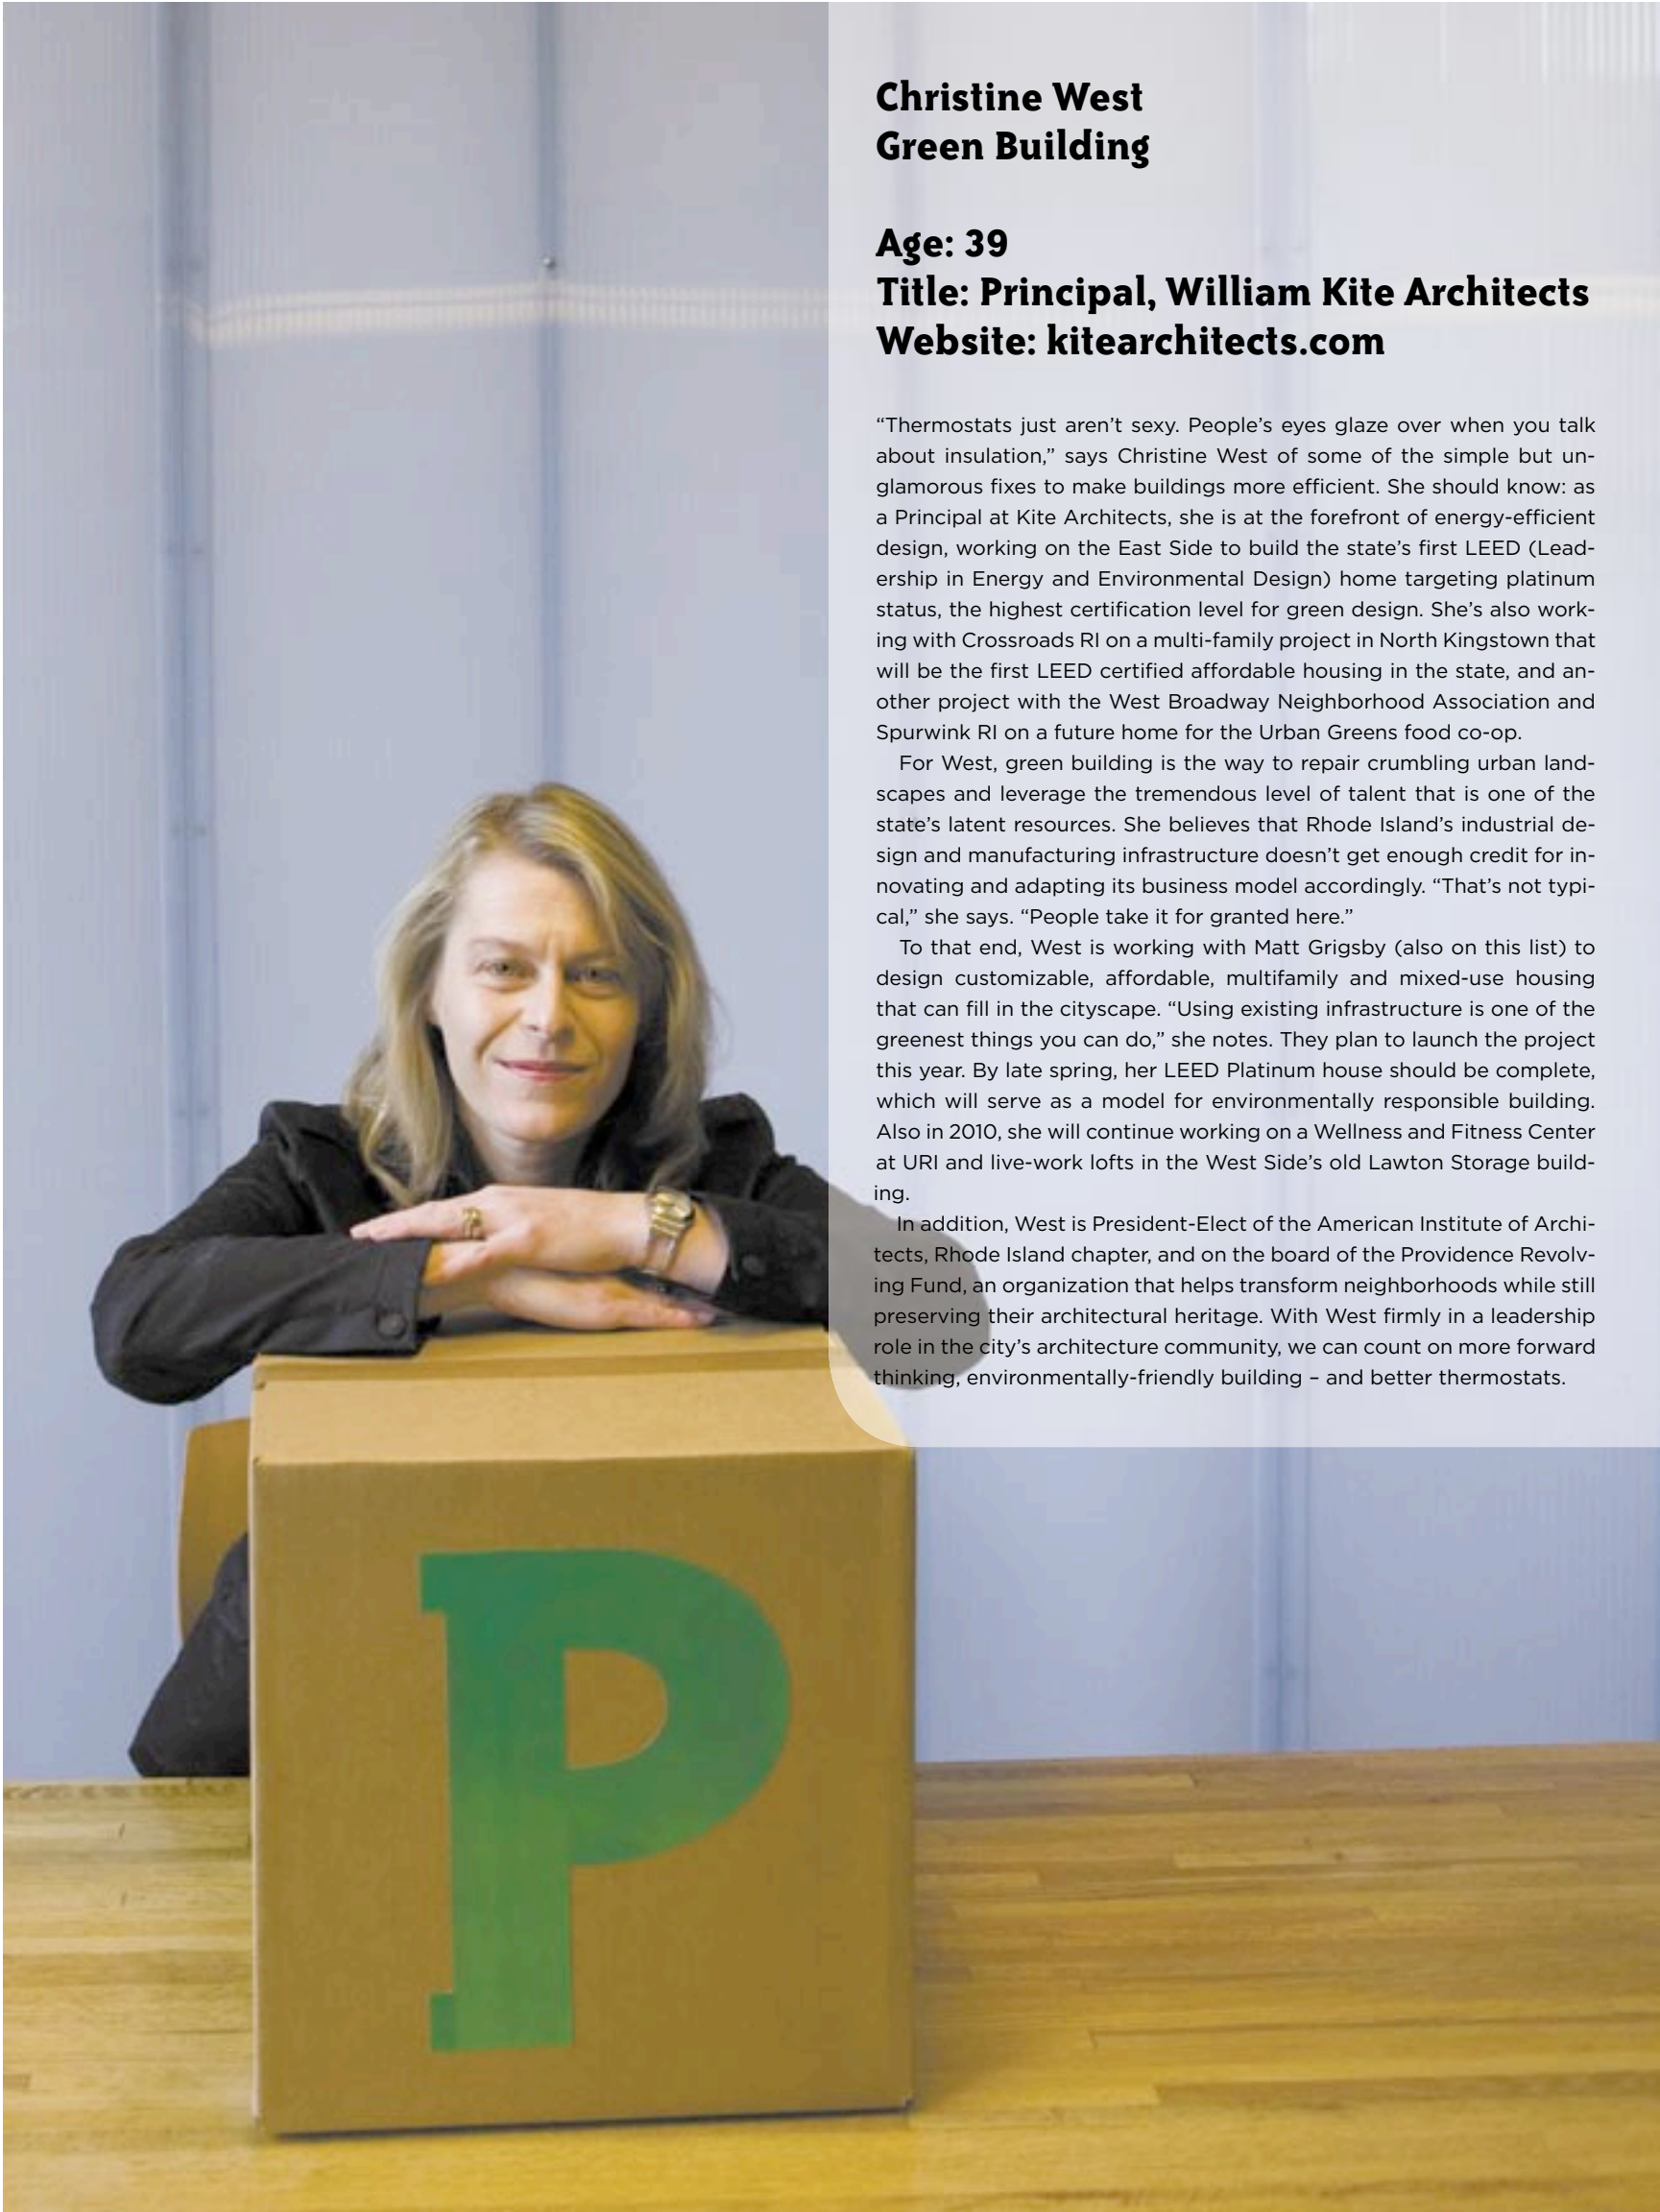 Christine West
Green Building
Age: 39
Title: Principal, William Kite Architects
Website: kitearchitects.com
“Thermostats just aren’t sexy. People’s eyes glaze over when you talk
about insulation,” says Christine West of some of the simple but un-
glamorous fixes to make buildings more efficient. She should know: as
a Principal at Kite Architects, she is at the forefront of energy-efficient
design, working on the East Side to build the state’s first LEED (Lead-
ership in Energy and Environmental Design) home targeting platinum
status, the highest certification level for green design. She’s also work-
ing with Crossroads RI on a multi-family project in North Kingstown that
will be the first LEED certified affordable housing in the state, and an-
other project with the West Broadway Neighborhood Association and
Spurwink RI on a future home for the Urban Greens food co-op.
For West, green building is the way to repair crumbling urban land-
scapes and leverage the tremendous level of talent that is one of the
state’s latent resources. She believes that Rhode Island’s industrial de-
sign and manufacturing infrastructure doesn’t get enough credit for in-
novating and adapting its business model accordingly. “That’s not typi-
cal,” she says. “People take it for granted here.”
To that end, West is working with Matt Grigsby (also on this list) to
design customizable, affordable, multifamily and mixed-use housing
that can fill in the cityscape. “Using existing infrastructure is one of the
greenest things you can do,” she notes. They plan to launch the project
this year. By late spring, her LEED Platinum house should be complete,
which will serve as a model for environmentally responsible building.
Also in 2010, she will continue working on a Wellness and Fitness Center
at URI and live-work lofts in the West Side’s old Lawton Storage build-
ing.
In addition, West is President-Elect of the American Institute of Archi-
tects, Rhode Island chapter, and on the board of the Providence Revolv-
ing Fund, an organization that helps transform neighborhoods while still
preserving their architectural heritage. With West firmly in a leadership
role in the city’s architecture community, we can count on more forward
thinking, environmentally-friendly building – and better thermostats.
P